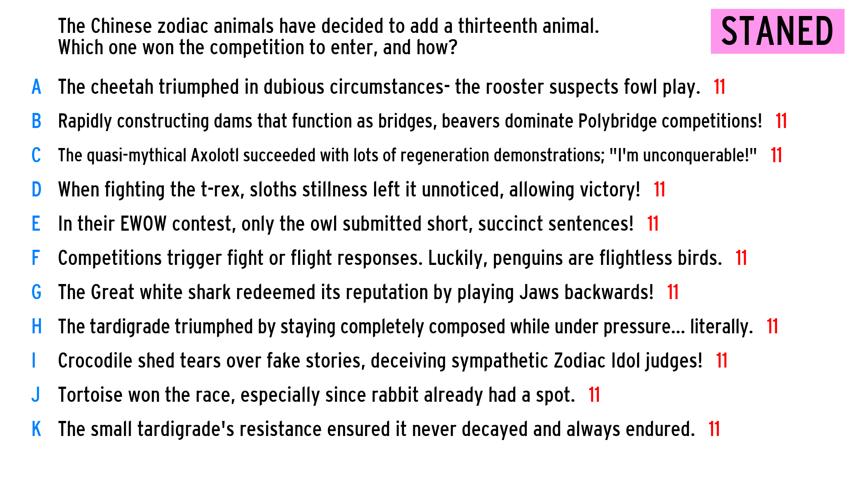 The Chinese zodiac animals have decided to add a thirteenth animal.
Which one won the competition to enter, and how?
STANED
A The cheetah triumphed in dubious circumstances- the rooster suspects fowl play. 11
B Rapidly constructing dams that function as bridges, beavers dominate Polybridge competitions! 11
C The quasi-mythical Axolotl succeeded with lots of regeneration demonstrations; "I'm unconquerable!" 11
D When fighting the t-rex, sloths stillness left it unnoticed, allowing victory! 11
E In their EWOW contest, only the owl submitted short, succinct sentences! 11
F Competitions trigger fight or flight responses. Luckily, penguins are flightless birds. 11
G The Great white shark redeemed its reputation by playing Jaws backwards! 11
H The tardigrade triumphed by staying completely composed while under pressure... literally. 11
I Crocodile shed tears over fake stories, deceiving sympathetic Zodiac Idol judges! 11
J Tortoise won the race, especially since rabbit already had a spot. 11
K The small tardigrade's resistance ensured it never decayed and always endured. 11